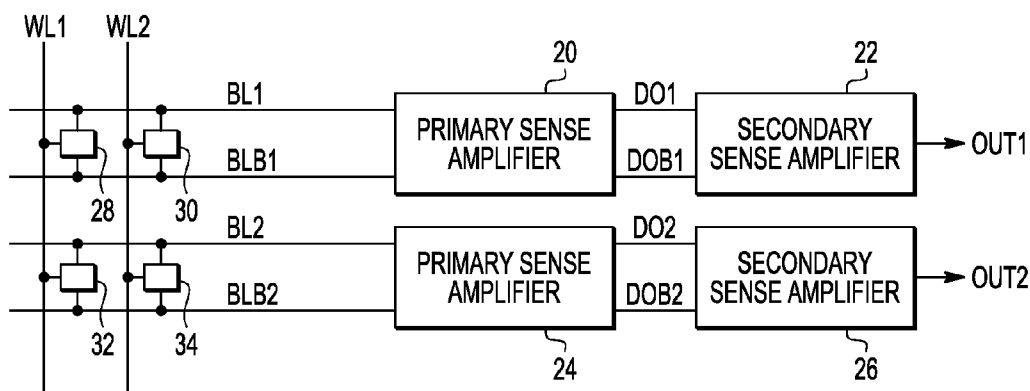 WL1 WL2
20
22
BL1
DO1
PRIMARY SENSE
AMPLIFIER
SECONDARY
SENSE AMPLIFIER
OUT1
BLB1
DOB1
28
30
BL2
DO2
PRIMARY SENSE
AMPLIFIER
SECONDARY
SENSE AMPLIFIER
OUT2
BLB2
DOB2
32
34
24
26